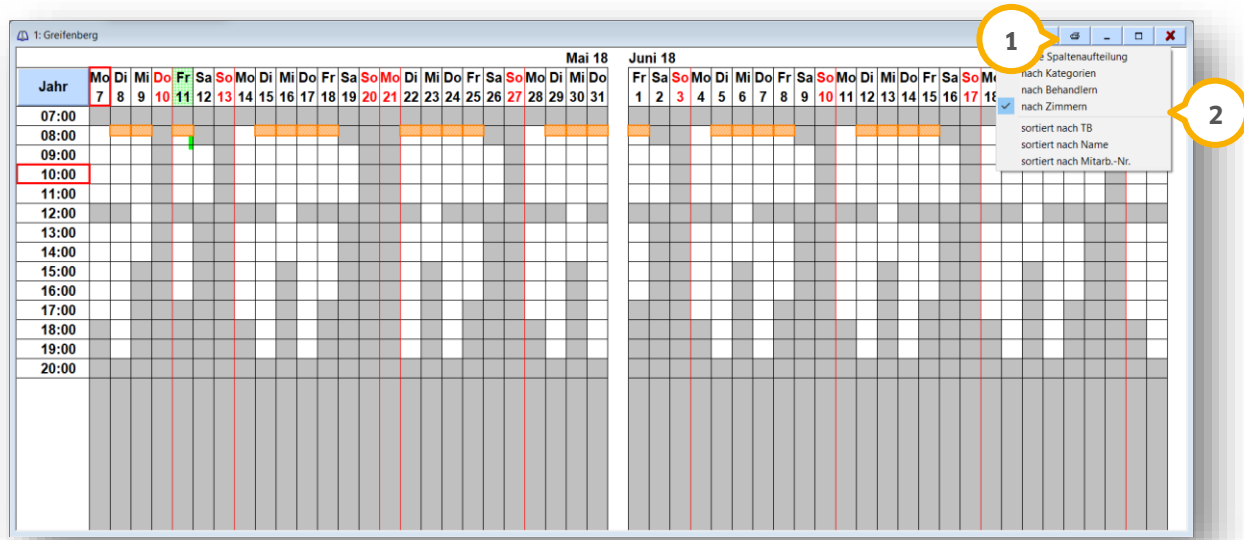 1: Greifenberg
1
Mai 18 Juni 18
Spaltenaufteilung
nach Kategorien
nach Behandlern
nach Zimmern
2
sortiert nach TB
sortiert nach Name
sortiert nach Mitarb.-Nr.
Jahr
Mo Di Mi Do Fr Sa So Mo Di Mi Do Fr Sa So Mo Di Mi Do Fr Sa So Mo Di Mi Do Fr Sa So Mo Di Mi Do Fr Sa So Mo Di Mi Do Fr Sa So
7 8 9 10 11 12 13 14 15 16 17 18 19 20 21 22 23 24 25 26 27 28 29 30 31 1 2 3 4 5 6 7 8 9 10 11 12 13 14 15 16 17
07:00
08:00
09:00
10:00
11:00
12:00
13:00
14:00
15:00
16:00
17:00
18:00
19:00
20:00